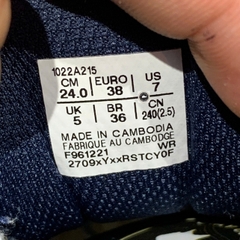 1022A215
CM EURO US
24.0 38 7
UK BR CN
5 36 240(2.5)
MADE IN CAMBODIA
FABRIQUE AU CAMBODGE
F961221 WR
2709xYxxRSTCY0F